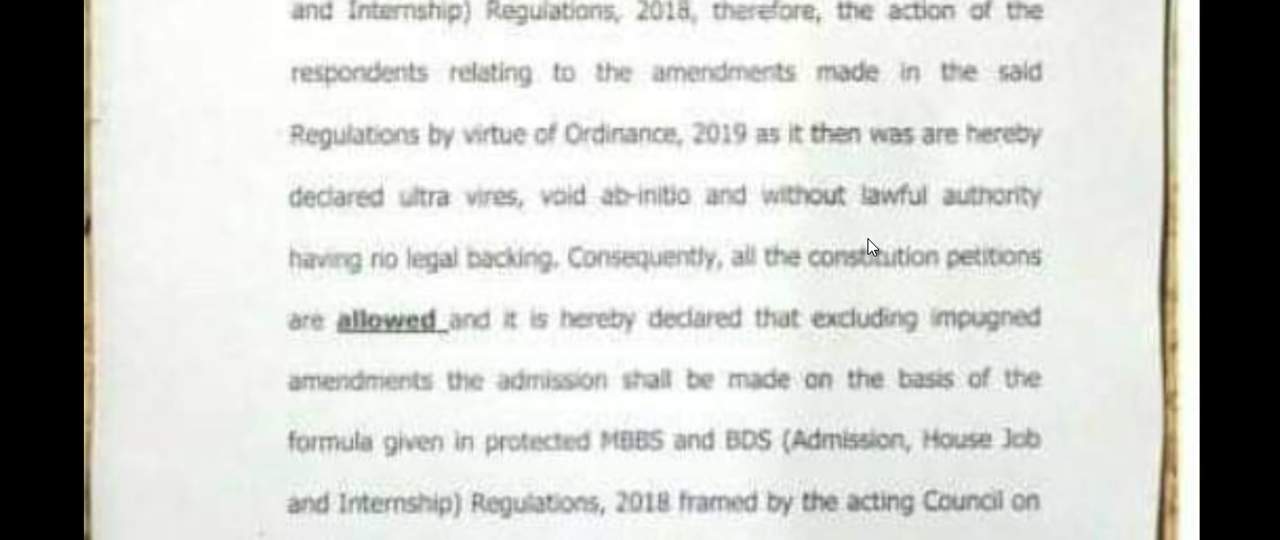 and Internship) Regulations, 2018, therefore, the action of the
respondents relating to the amendments made in the said
Regulations by virtue of Ordinance, 2019 as it then was are hereby
declared ultra vires, void ab-initio and without lawful authority
having no legal backing. Consequently, all the constitution petitions
are allowed and it is hereby declared that excluding impugned
amendments the admission shall be made on the basis of the
formula given in protected MBBS and BDS (Admission, House Job
and Internship) Regulations, 2018 framed by the acting Council on